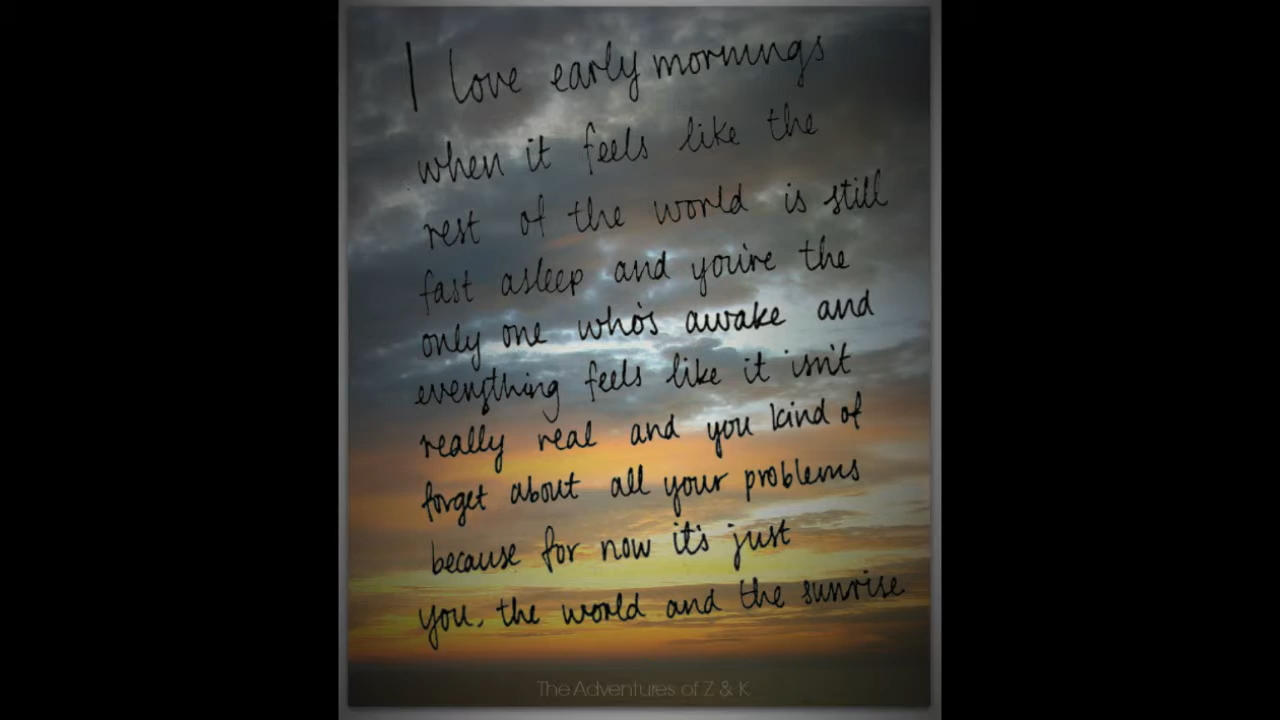 I love early mornings
when it feels like the
rest of the world is still
fast asleep and you're the
only one who's awake and
everything feels like it isn't
really real and you kind of
forget about all your problems
because for now it's just
you, the world and the sunrise
The Adventures of Z & K